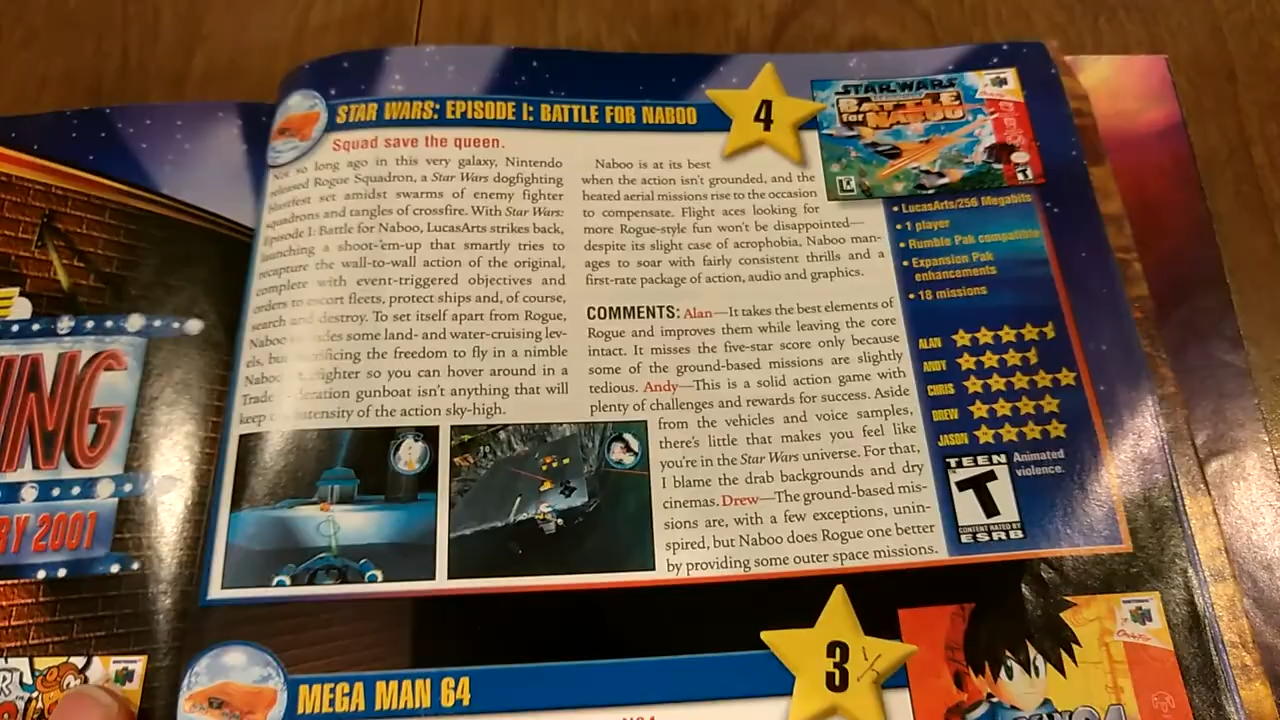 STAR WARS: EPISODE I: BATTLE FOR NABOO
4
Squad save the queen.
Not so long ago in this very galaxy, Nintendo
released Rogue Squadron, a Star Wars dogfighting
blastfest set amidst swarms of enemy fighter
squadrons and tangles of crossfire. With Star Wars:
Episode I: Battle for Naboo, LucasArts strikes back,
launching a shoot-'em-up that smartly tries to
recapture the wall-to-wall action of the original,
complete with event-triggered objectives and
orders to escort fleets, protect ships and, of course,
search and destroy. To set itself apart from Rogue,
Naboo some land- and water-cruising lev-
els, but the freedom to fly in a nimble
Naboo so you can hover around in a
Trade gunboat isn't anything that will
keep intensity of the action sky-high.
Naboo is at its best
when the action isn't grounded, and the
heated aerial missions rise to the occasion
to compensate. Flight aces looking for
more Rogue-style fun won't be disappointed—
despite its slight case of acrophobia, Naboo man-
ages to soar with fairly consistent thrills and a
first-rate package of action, audio and graphics.
COMMENTS: Alan—It takes the best elements of
Rogue and improves them while leaving the core
intact. It misses the five-star score only because
some of the ground-based missions are slightly
tedious. Andy—This is a solid action game with
plenty of challenges and rewards for success. Aside
from the vehicles and voice samples,
there's little that makes you feel like
you're in the Star Wars universe. For that,
I blame the drab backgrounds and dry
cinemas. Drew—The ground-based mis-
sions are, with a few exceptions, unin-
spired, but Naboo does Rogue one better
by providing some outer space missions.
STAR WARS
BATTLE
for NABOO
T
• LucasArts/256 Megabits
• 1 player
• Rumble Pak compatible
• Expansion Pak
enhancements
• 18 missions
ALAN
ANDY
CHRIS
DREW
JASON
TEEN
T
CONTENT RATED BY
ESRB
Animated
violence.
ING
RY 2001
MEGA MAN 64
3